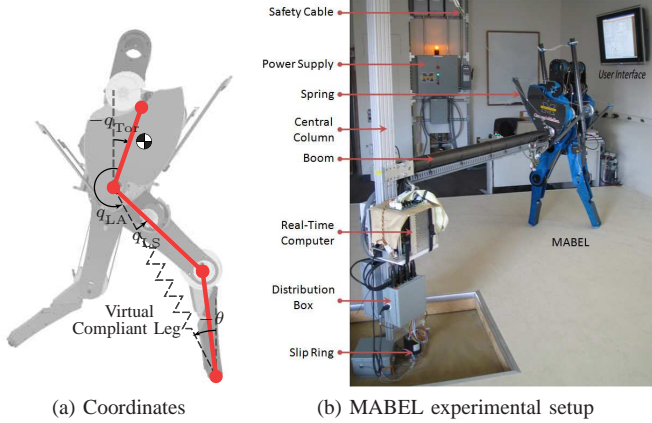 −q_Tor
q_LA
q_LS
Virtual
Compliant Leg
−θ
(a) Coordinates
Safety Cable
Power Supply
Spring
Central
Column
Boom
Real-Time
Computer
Distribution
Box
Slip Ring
User Interface
MABEL
(b) MABEL experimental setup